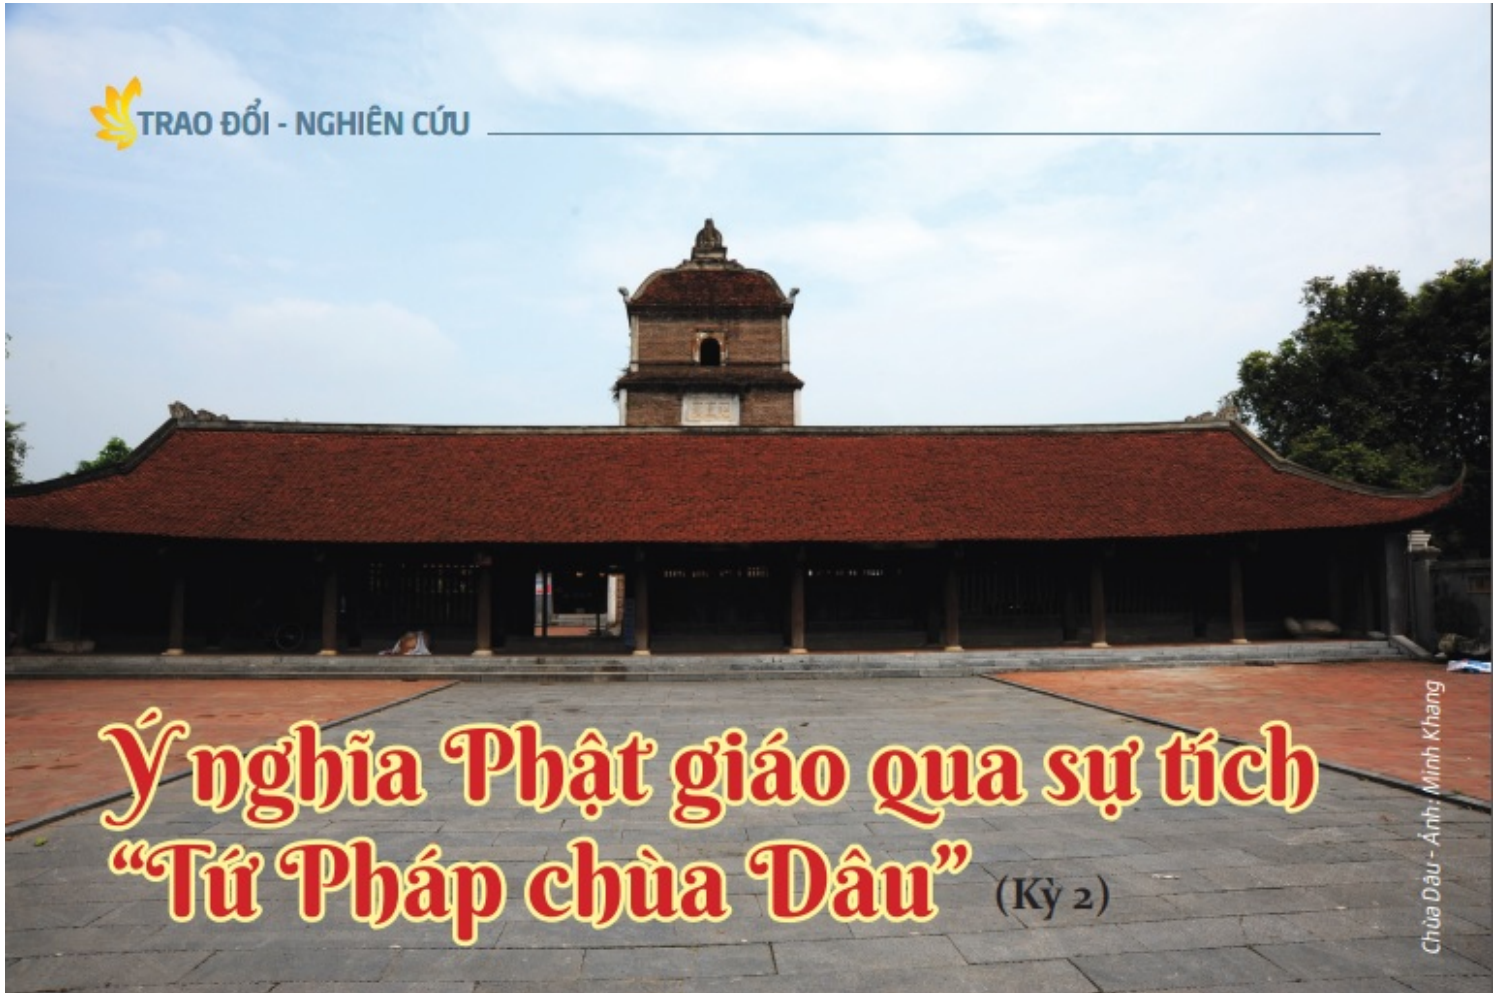 TRAO ĐỔI - NGHIÊN CỨU
Ý nghĩa Phật giáo qua sự tích
“Tứ Pháp chùa Dâu” (Kỳ 2)
Chùa Dâu - Ảnh: Minh Khang